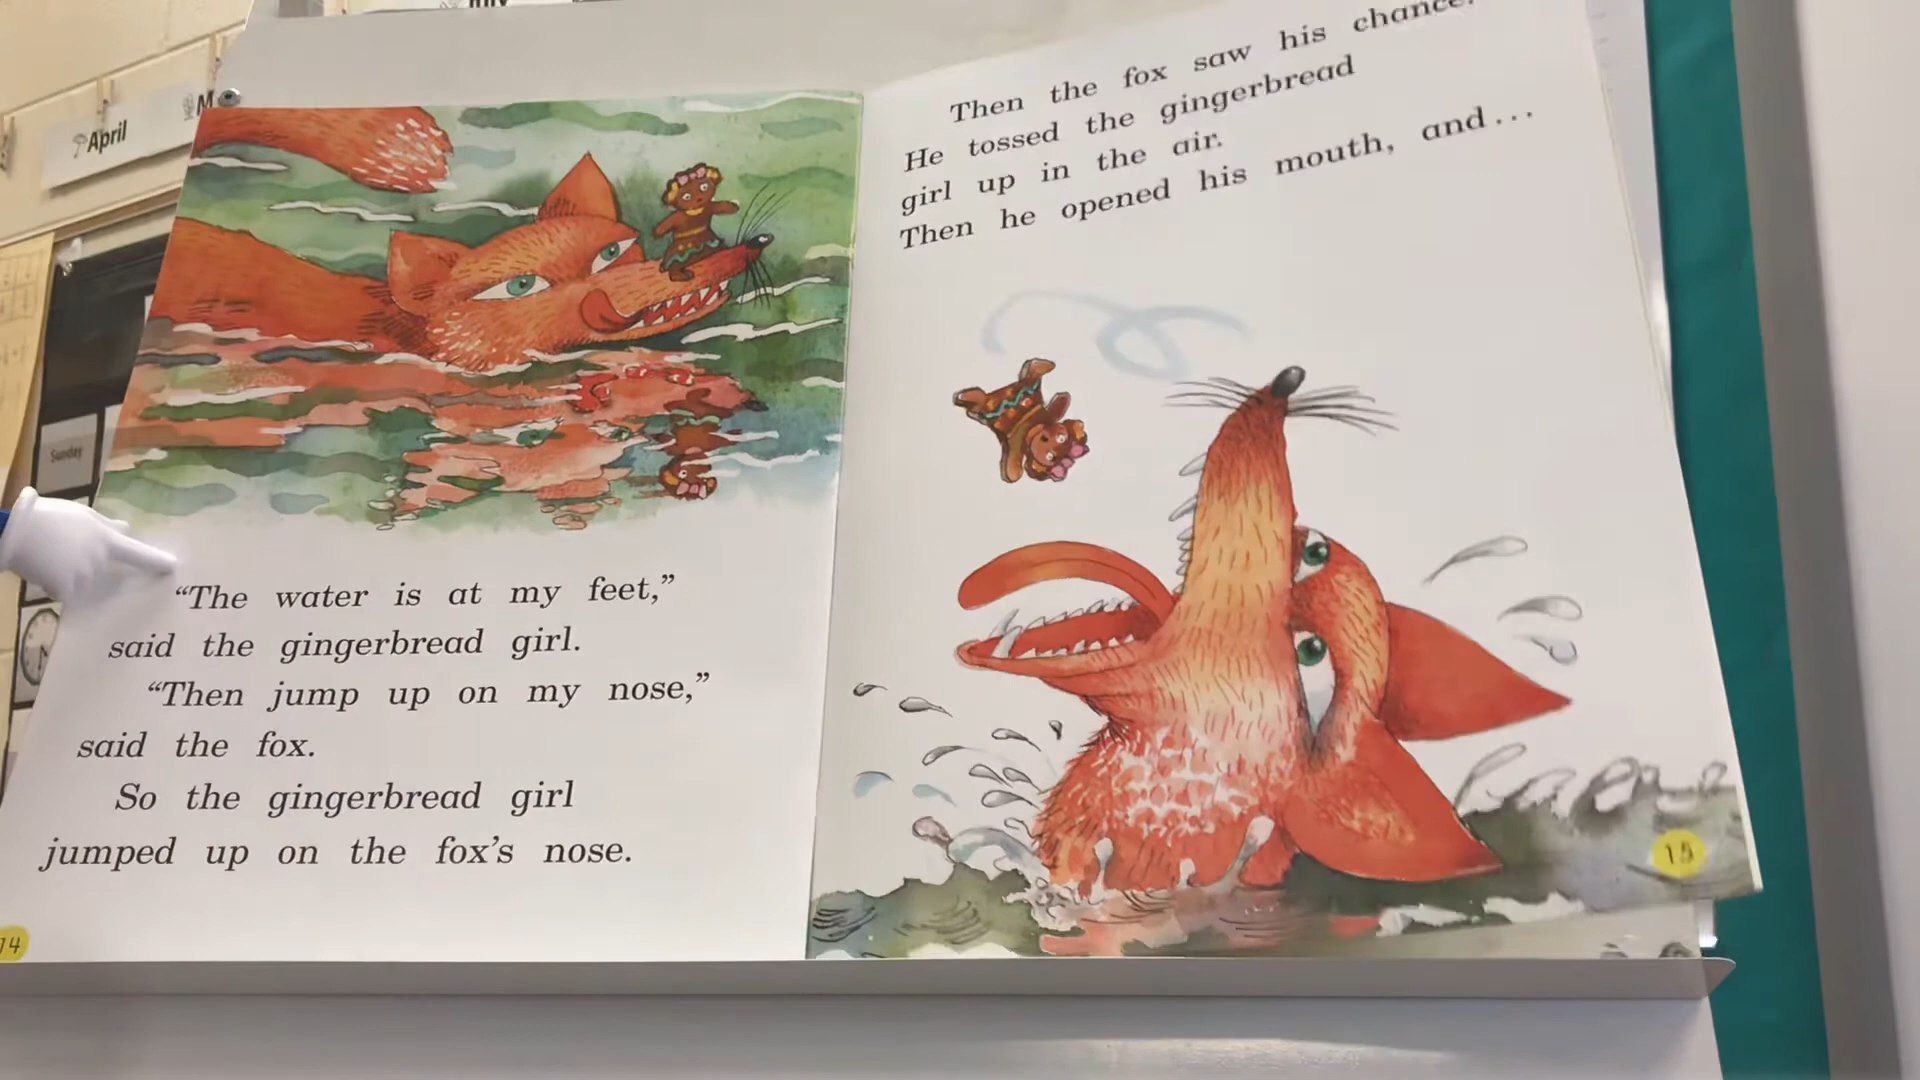 April
M
Sunday
“The water is at my feet,”
said the gingerbread girl.
“Then jump up on my nose,”
said the fox.
So the gingerbread girl
jumped up on the fox’s nose.
14
Then the fox saw his chance.
He tossed the gingerbread
girl up in the air.
Then he opened his mouth, and...
15